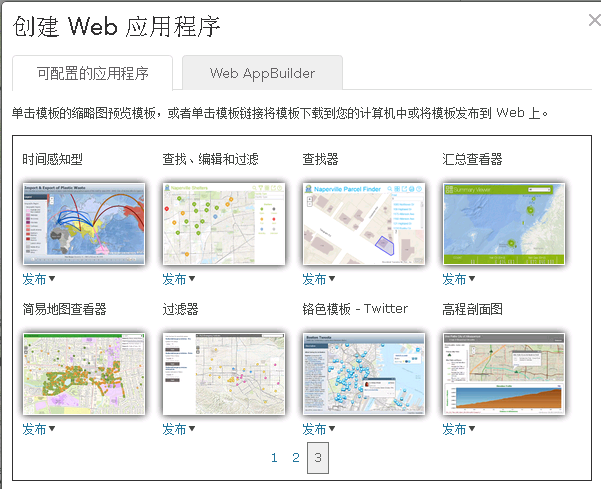 创建 Web 应用程序
可配置的应用程序
Web AppBuilder
单击模板的缩略图预览模板，或者单击模板链接将模板下载到您的计算机中或将模板发布到 Web 上。
时间感知型 查找、编辑和过滤 查找器 汇总查看器
Import & Export of Plastic Waste Naperville Shelters Naperville Parcel Finder Summary Viewer
发布 发布 发布 发布
简易地图查看器 过滤器 铬色模板 - Twitter 高程剖面图
发布 发布 发布 发布
1 2 3